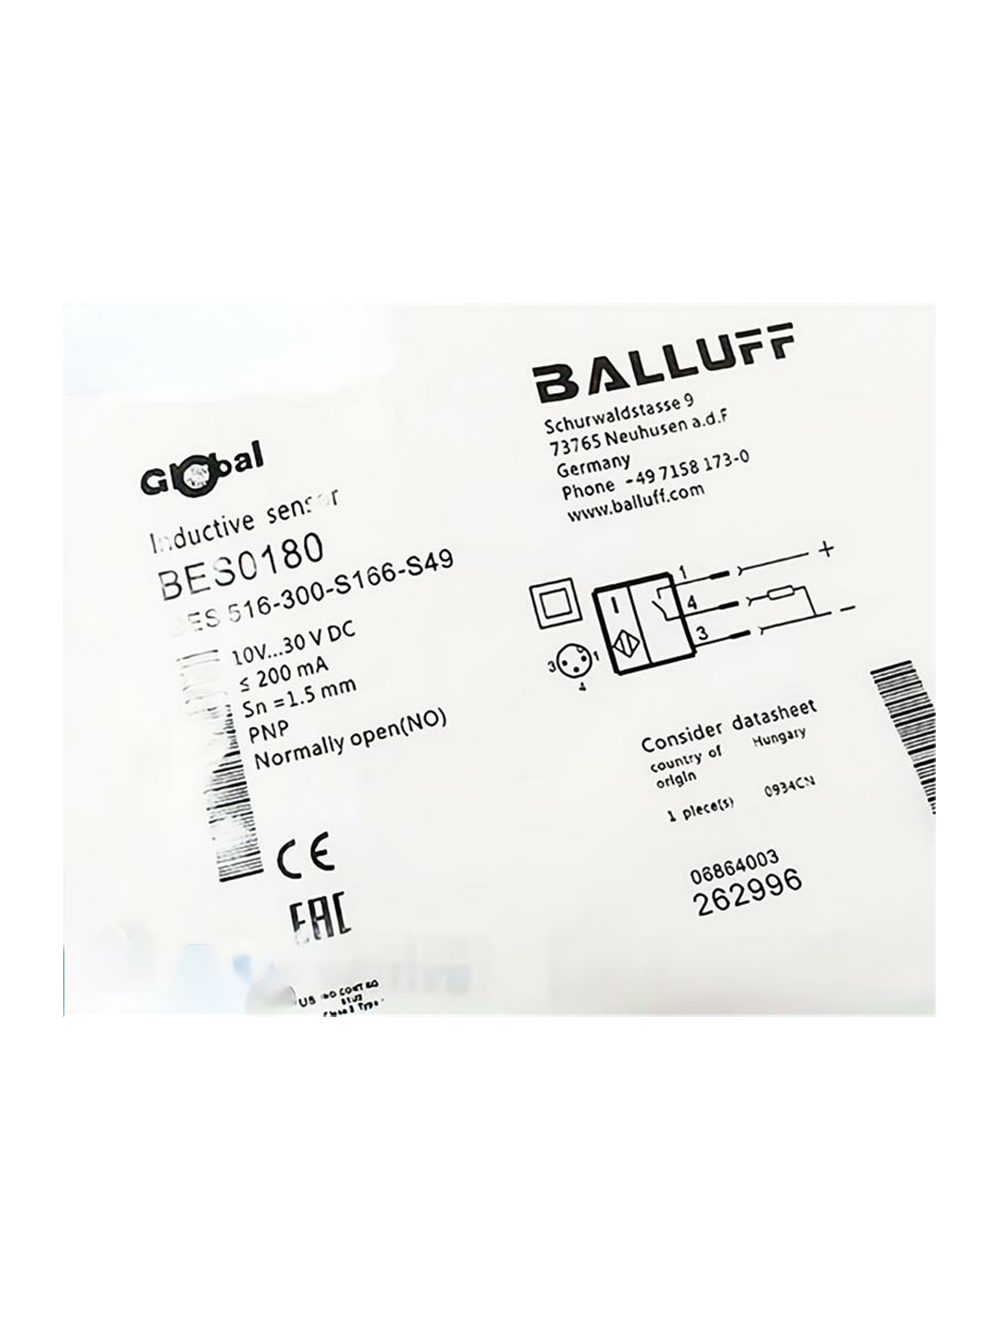 BALLUFF
Schurwaldstasse 9
73765 Neuhusen a.d.F
Germany
Phone -49 7158 173-0
www.balluff.com
Global
Inductive sensor
BES0180
BES 516-300-S166-S49
10V...30 V DC
≤ 200 mA
Sn =1.5 mm
PNP
Normally open(NO)
1
+
4
3
-
3
1
4
Consider datasheet
country of Hungary
origin
1 piece(s) 0934CN
06864003
262996
CE
EAC